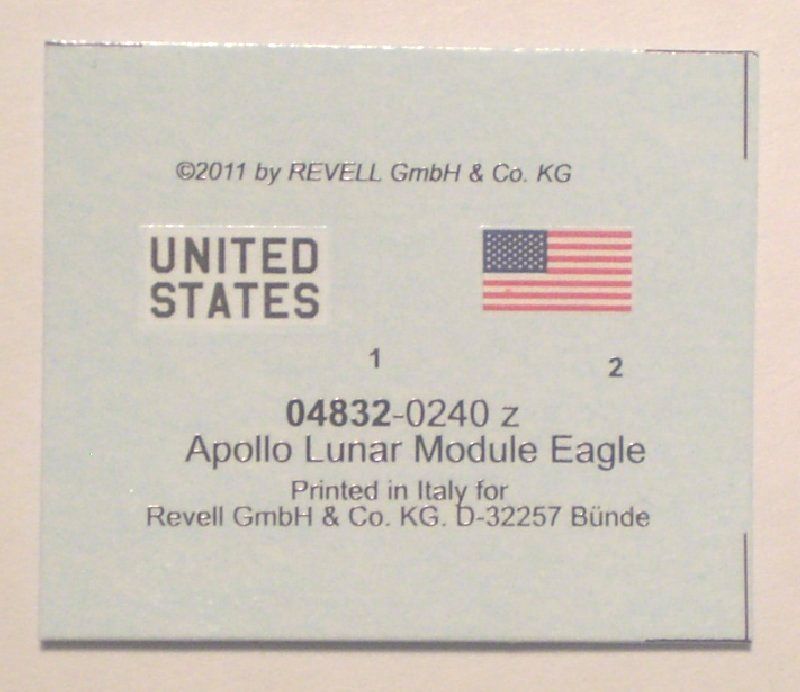 ©2011 by REVELL GmbH & Co. KG
UNITED
STATES
1
2
04832-0240 z
Apollo Lunar Module Eagle
Printed in Italy for
Revell GmbH & Co. KG. D-32257 Bünde